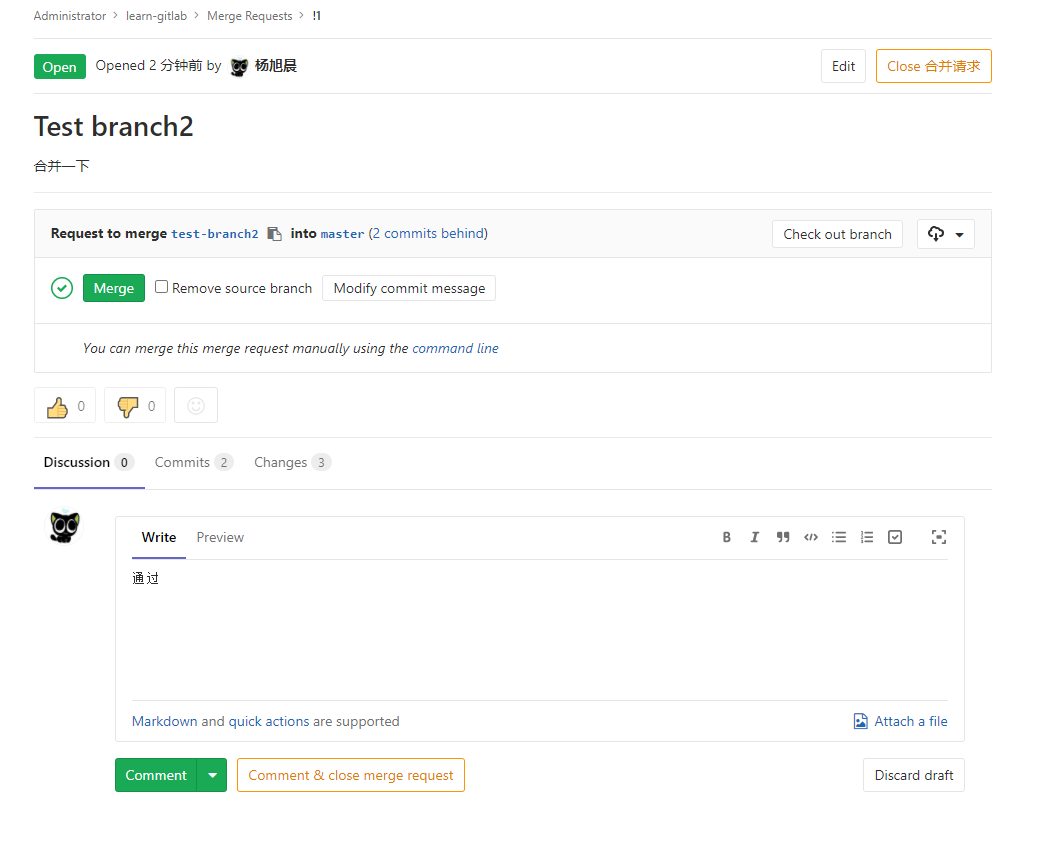 Administrator > learn-gitlab > Merge Requests > !1
Open Opened 2 分钟前 by 杨旭晨 Edit Close 合并请求
Test branch2
合并一下
Request to merge test-branch2 into master (2 commits behind) Check out branch
Merge Remove source branch Modify commit message
You can merge this merge request manually using the command line
0 0
Discussion 0 Commits 2 Changes 3
Write Preview
通过
Markdown and quick actions are supported Attach a file
Comment Comment & close merge request Discard draft